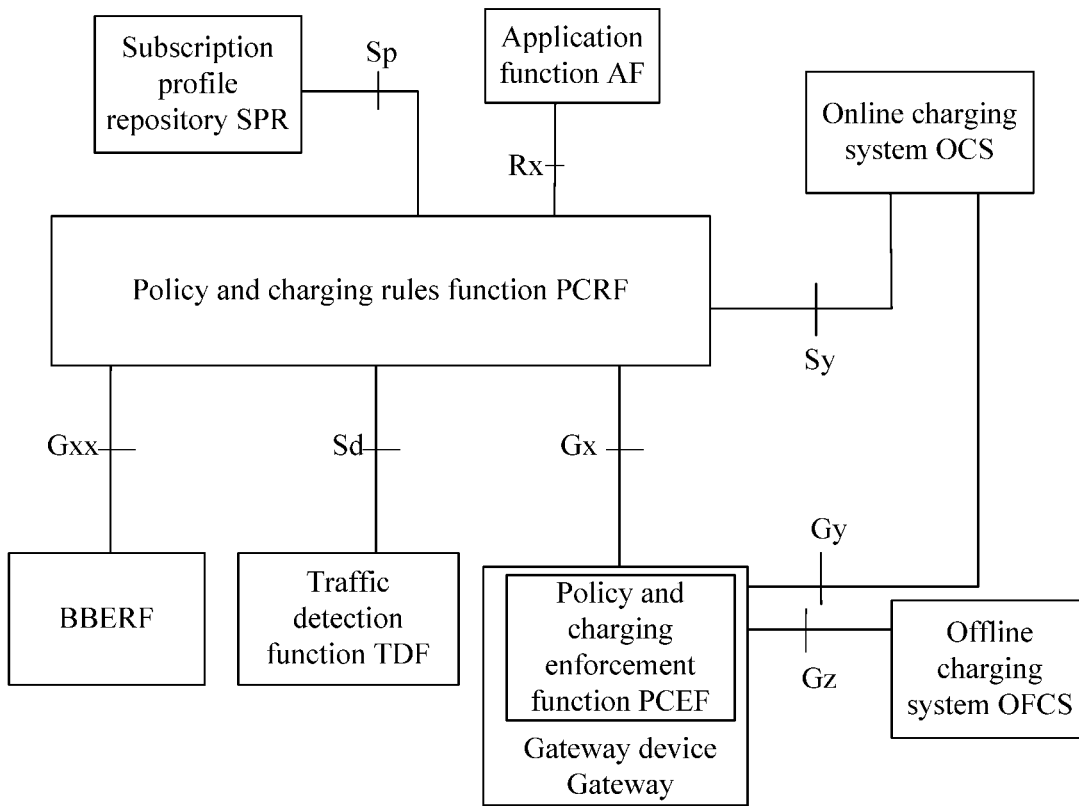 Subscription
profile
repository SPR
Sp
Application
function AF
Rx
Online charging
system OCS
Policy and charging rules function PCRF
Sy
Gxx
Sd
Gx
Gy
BBERF
Traffic
detection
function TDF
Policy and
charging
enforcement
function PCEF
Gateway device
Gateway
Gz
Offline
charging
system OFCS